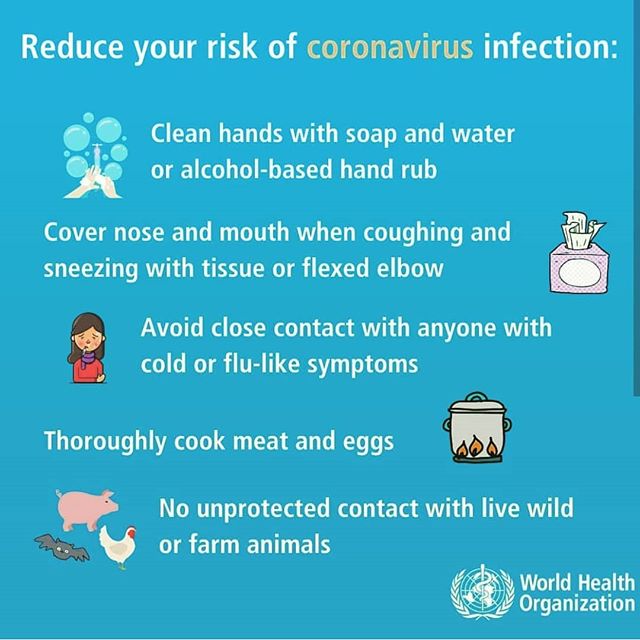 Reduce your risk of coronavirus infection:
Clean hands with soap and water
or alcohol-based hand rub
Cover nose and mouth when coughing and
sneezing with tissue or flexed elbow
Avoid close contact with anyone with
cold or flu-like symptoms
Thoroughly cook meat and eggs
No unprotected contact with live wild
or farm animals
World Health
Organization